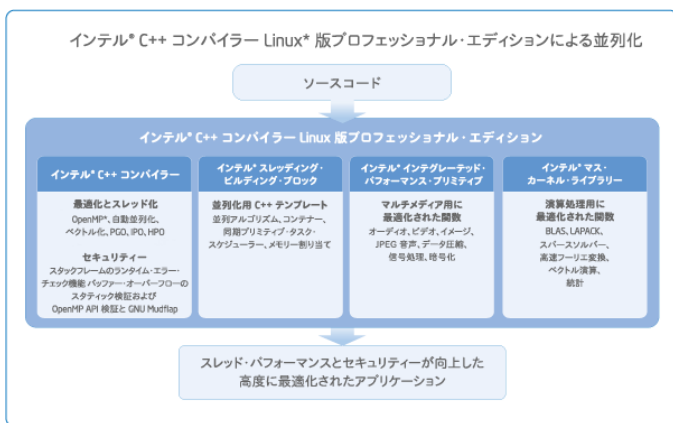 インテル® C++ コンパイラー Linux* 版プロフェッショナル・エディションによる並列化
ソースコード
インテル® C++ コンパイラー Linux 版プロフェッショナル・エディション
インテル® C++ コンパイラー
最適化とスレッド化
OpenMP*、自動並列化、
ベクトル化、PGO、IPO、HPO
セキュリティー
スタックフレームのランタイム・エラー・
チェック機能 バッファー・オーバーフローの
スタティック検証および
OpenMP API 検証と GNU Mudflap
インテル® スレッディング・
ビルディング・ブロック
並列化用 C++ テンプレート
並列アルゴリズム、コンテナー、
同期プリミティブ・タスク・
スケジューラー、メモリー割り当て
インテル® インテグレーテッド・
パフォーマンス・プリミティブ
マルチメディア用に
最適化された関数
オーディオ、ビデオ、イメージ、
JPEG 音声、データ圧縮、
信号処理、暗号化
インテル® マス・
カーネル・ライブラリー
演算処理用に
最適化された関数
BLAS、LAPACK、
スパースソルバー、
高速フーリエ変換、
ベクトル演算、
統計
スレッド・パフォーマンスとセキュリティーが向上した
高度に最適化されたアプリケーション